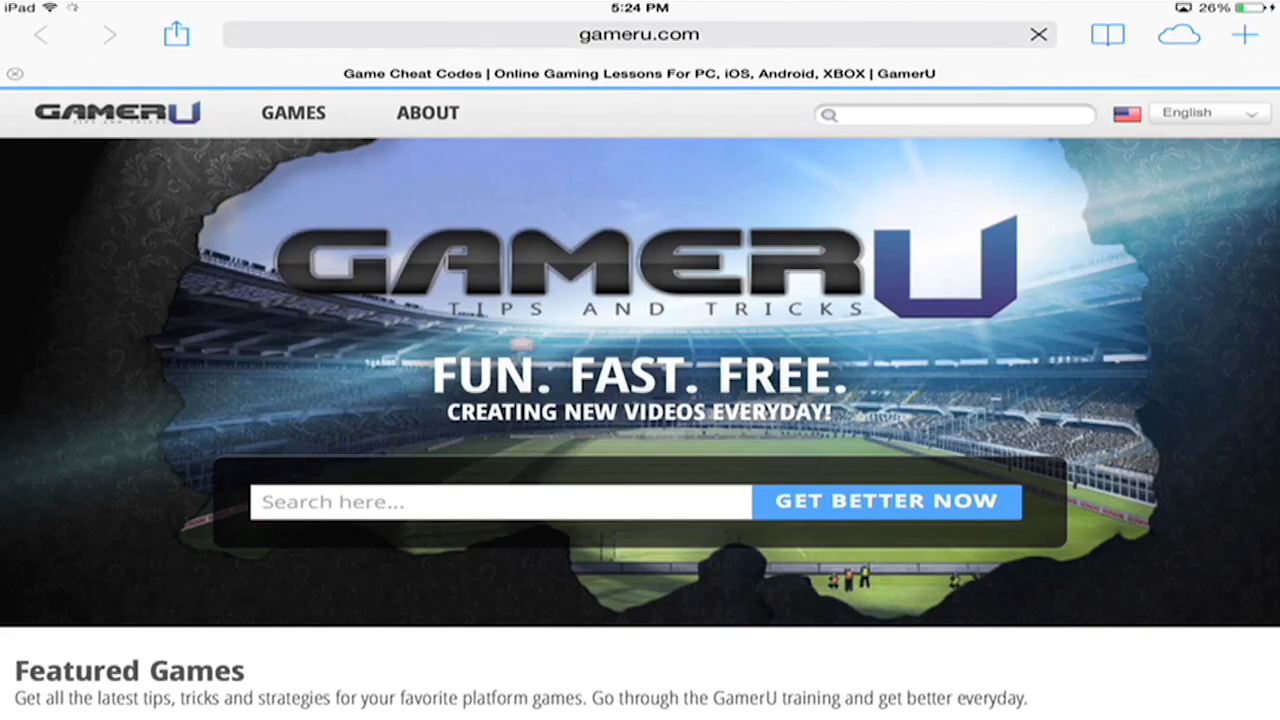 iPad 5:24 PM 26%
gameru.com
Game Cheat Codes | Online Gaming Lessons For PC, iOS, Android, XBOX | GamerU
GAMERU GAMES ABOUT English
TIPS AND TRICKS
GAMERU
TIPS AND TRICKS
FUN. FAST. FREE.
CREATING NEW VIDEOS EVERYDAY!
Search here... GET BETTER NOW
Featured Games
Get all the latest tips, tricks and strategies for your favorite platform games. Go through the GamerU training and get better everyday.